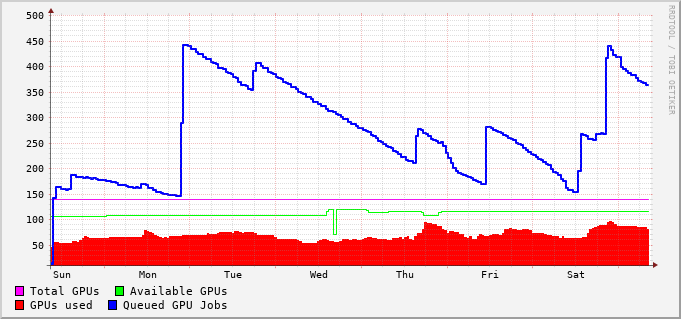 500
450
400
350
300
250
200
150
100
50
Sun Mon Tue Wed Thu Fri Sat
Total GPUs Available GPUs
GPUs used Queued GPU Jobs
RRDTOOL / TOBI OETIKER